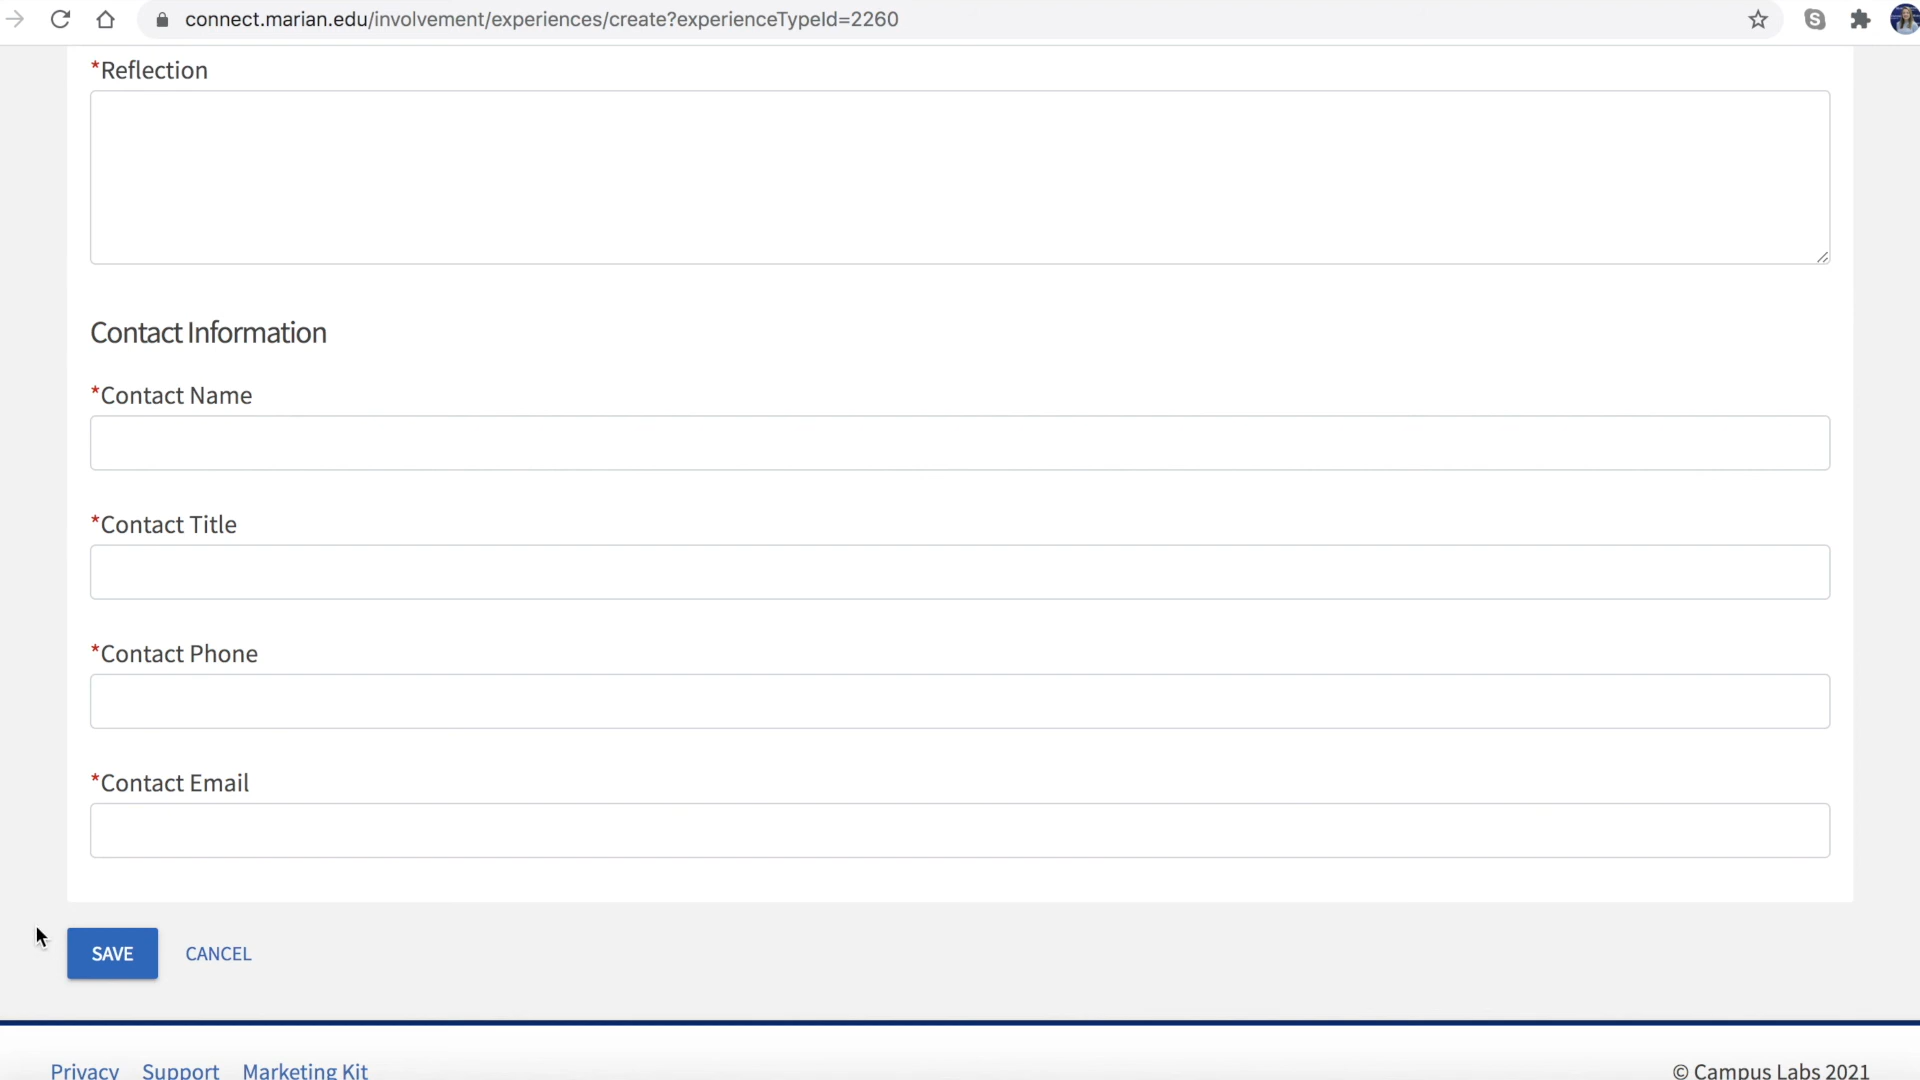 connect.marian.edu/involvement/experiences/create?experienceTypeId=2260
*Reflection
Contact Information
*Contact Name
*Contact Title
*Contact Phone
*Contact Email
SAVE CANCEL
Privacy Support Marketing Kit © Campus Labs 2021